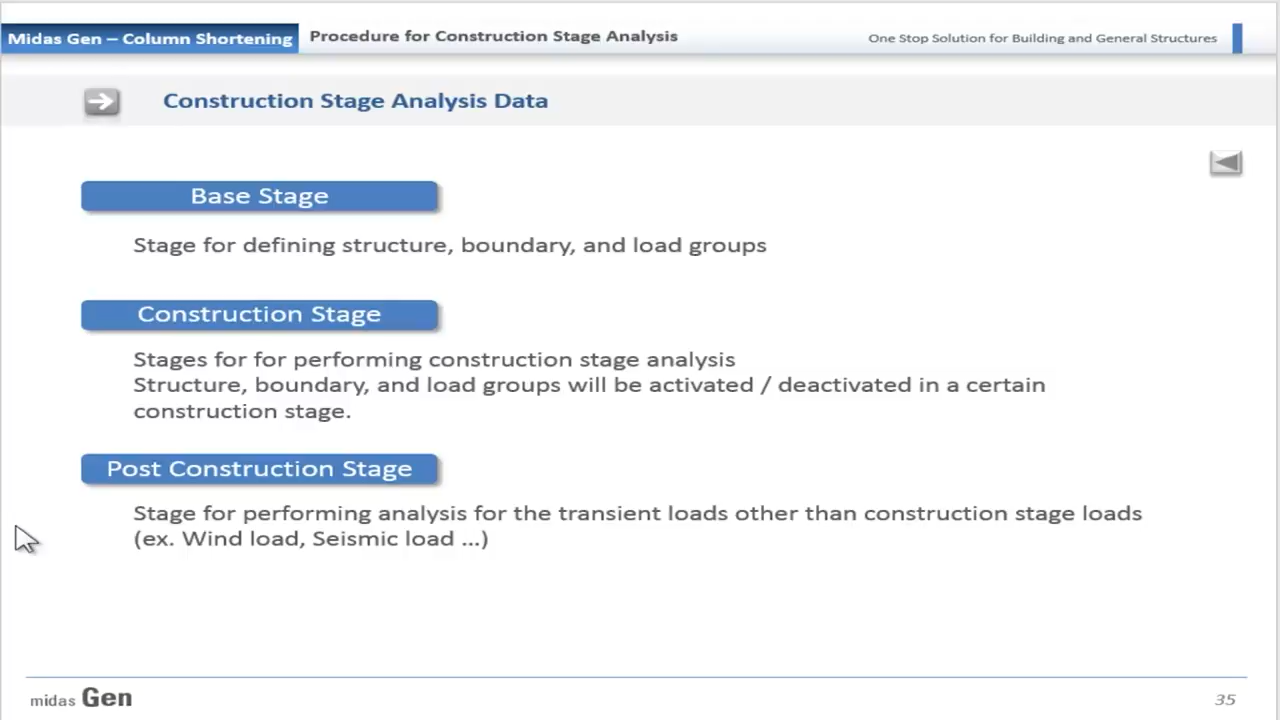 Midas Gen – Column Shortening
Procedure for Construction Stage Analysis
One Stop Solution for Building and General Structures
Construction Stage Analysis Data
Base Stage
Stage for defining structure, boundary, and load groups
Construction Stage
Stages for for performing construction stage analysis
Structure, boundary, and load groups will be activated / deactivated in a certain
construction stage.
Post Construction Stage
Stage for performing analysis for the transient loads other than construction stage loads
(ex. Wind load, Seismic load ...)
midas Gen
35